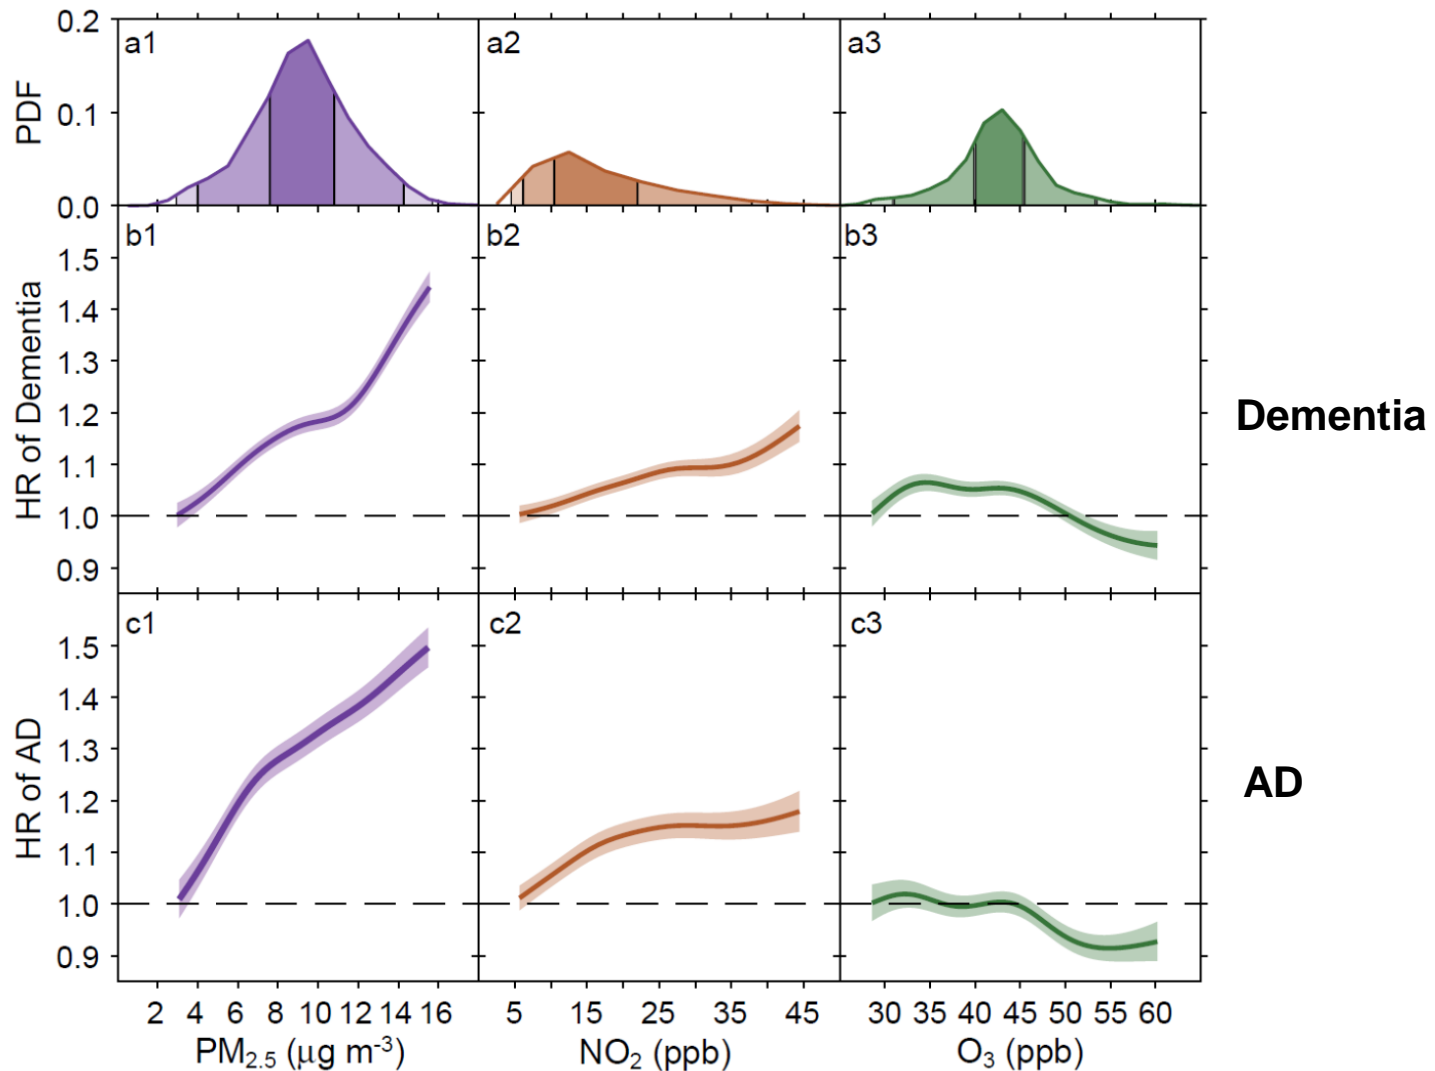 a1 a2 a3
PDF
0.2
0.1
0.0
b1 b2 b3
HR of Dementia
1.5
1.4
1.3
1.2
1.1
1.0
0.9
Dementia
c1 c2 c3
HR of AD
1.5
1.4
1.3
1.2
1.1
1.0
0.9
AD
2 4 6 8 10 12 14 16 5 15 25 35 45 30 35 40 45 50 55 60
PM2.5 (μg m-3) NO2 (ppb) O3 (ppb)